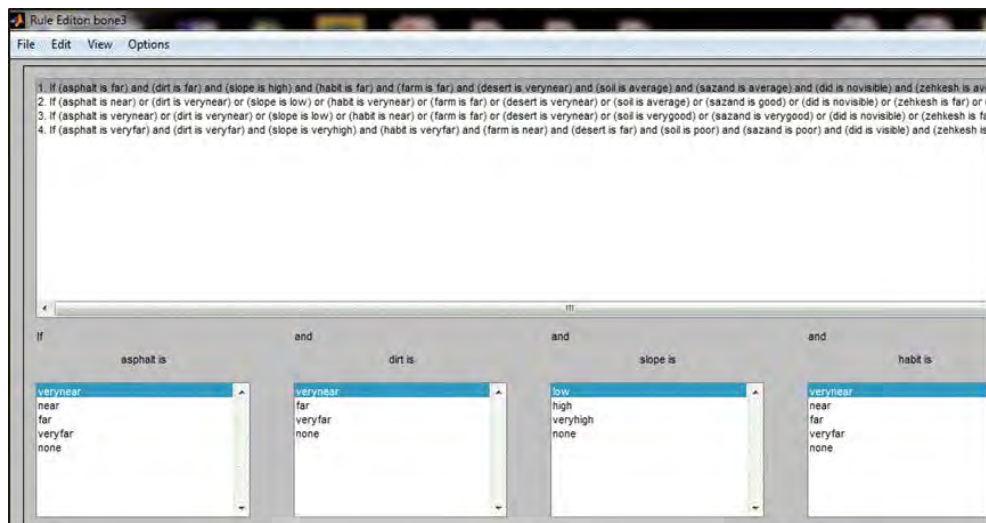 Rule Editor: bone3
File Edit View Options
1. If (asphalt is far) and (dirt is far) and (slope is high) and (habit is far) and (farm is far) and (desert is verynear) and (soil is average) and (sazand is average) and (did is novisible) and (zehkesh is ave
2. If (asphalt is near) or (dirt is verynear) or (slope is low) or (habit is verynear) or (farm is far) or (desert is verynear) or (soil is average) or (sazand is good) or (did is novisible) or (zehkesh is far) or
3. If (asphalt is verynear) or (dirt is verynear) or (slope is low) or (habit is near) or (farm is far) or (desert is verynear) or (soil is verygood) or (sazand is verygood) or (did is novisible) or (zehkesh is fa
4. If (asphalt is veryfar) and (dirt is veryfar) and (slope is veryhigh) and (habit is veryfar) and (farm is near) and (desert is far) and (soil is poor) and (sazand is poor) and (did is visible) and (zehkesh is
If and and and
asphalt is dirt is slope is habit is
verynear verynear low verynear
near far high near
far veryfar veryhigh far
veryfar none none veryfar
none none